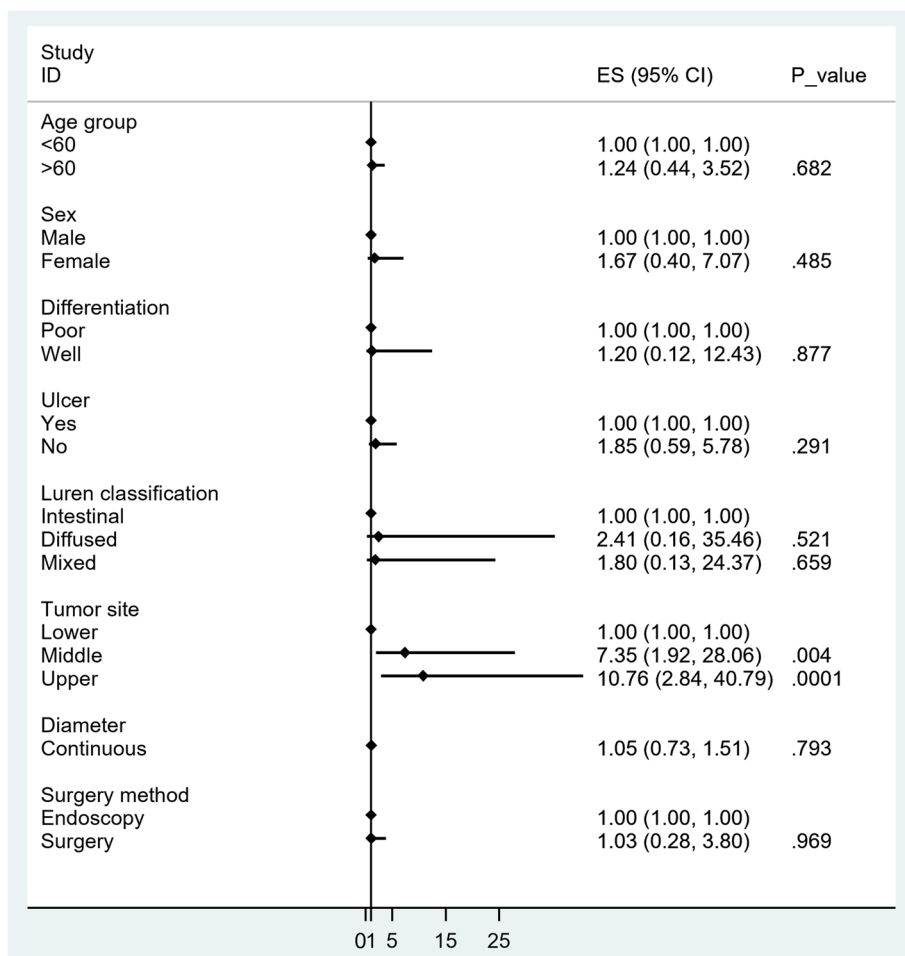 Study
ID ES (95% CI) P_value
Age group
<60 1.00 (1.00, 1.00)
>60 1.24 (0.44, 3.52) .682
Sex
Male 1.00 (1.00, 1.00)
Female 1.67 (0.40, 7.07) .485
Differentiation
Poor 1.00 (1.00, 1.00)
Well 1.20 (0.12, 12.43) .877
Ulcer
Yes 1.00 (1.00, 1.00)
No 1.85 (0.59, 5.78) .291
Luren classification
Intestinal 1.00 (1.00, 1.00)
Diffused 2.41 (0.16, 35.46) .521
Mixed 1.80 (0.13, 24.37) .659
Tumor site
Lower 1.00 (1.00, 1.00)
Middle 7.35 (1.92, 28.06) .004
Upper 10.76 (2.84, 40.79) .0001
Diameter
Continuous 1.05 (0.73, 1.51) .793
Surgery method
Endoscopy 1.00 (1.00, 1.00)
Surgery 1.03 (0.28, 3.80) .969
0 1 5 15 25